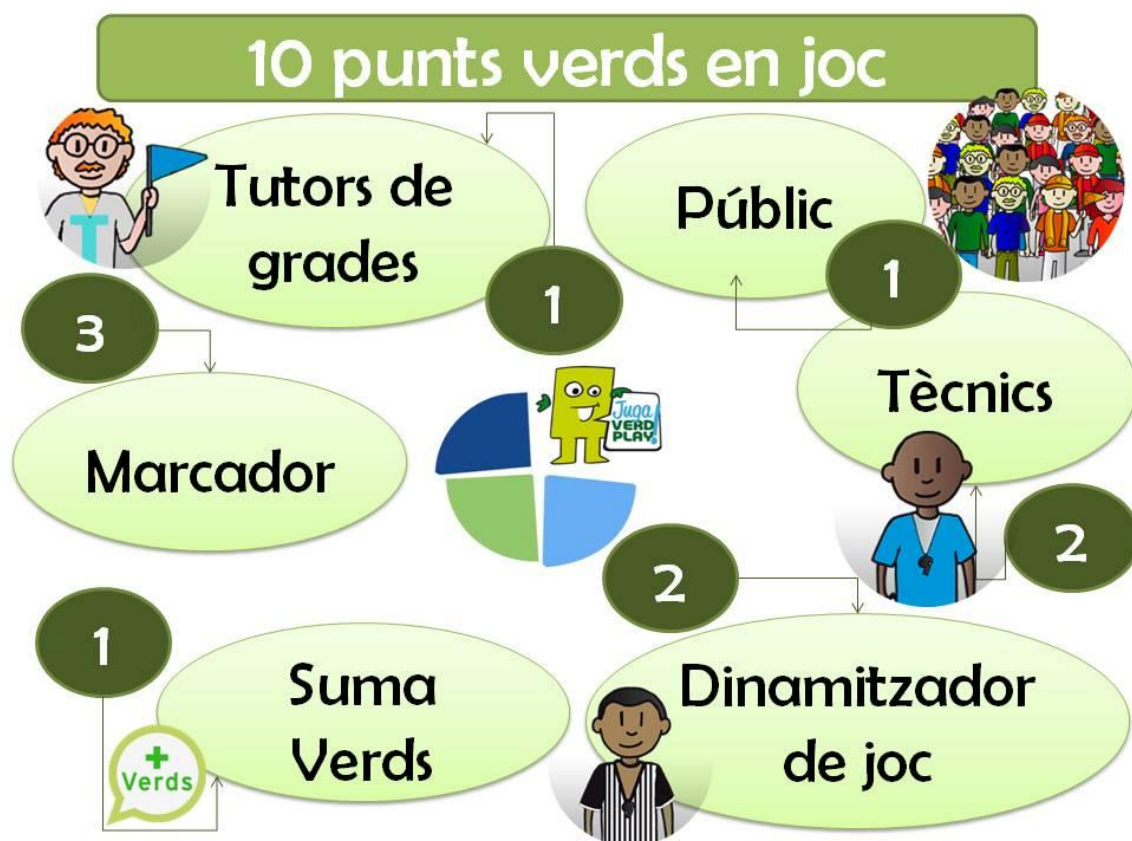 10 punts verds en joc
Tutors de
grades
1
Públic
1
3
Marcador
Tècnics
2
Juga
VERD
PLAY!
2
Dinamitzador
de joc
1
Suma
Verds
+
Verds
T